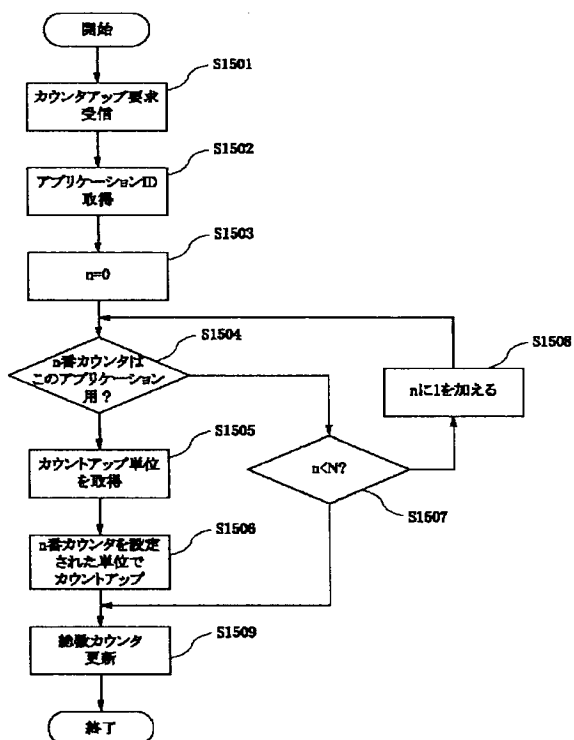 開始
S1501
カウンタアップ要求
受信
S1502
アプリケーションID
取得
S1503
n=0
S1504
n番カウンタは
このアプリケーション
用？
S1508
nに1を加える
S1505
カウントアップ単位
を取得
n<N?
S1507
S1506
n番カウンタを設定
された単位で
カウントアップ
S1509
総数カウンタ
更新
終了